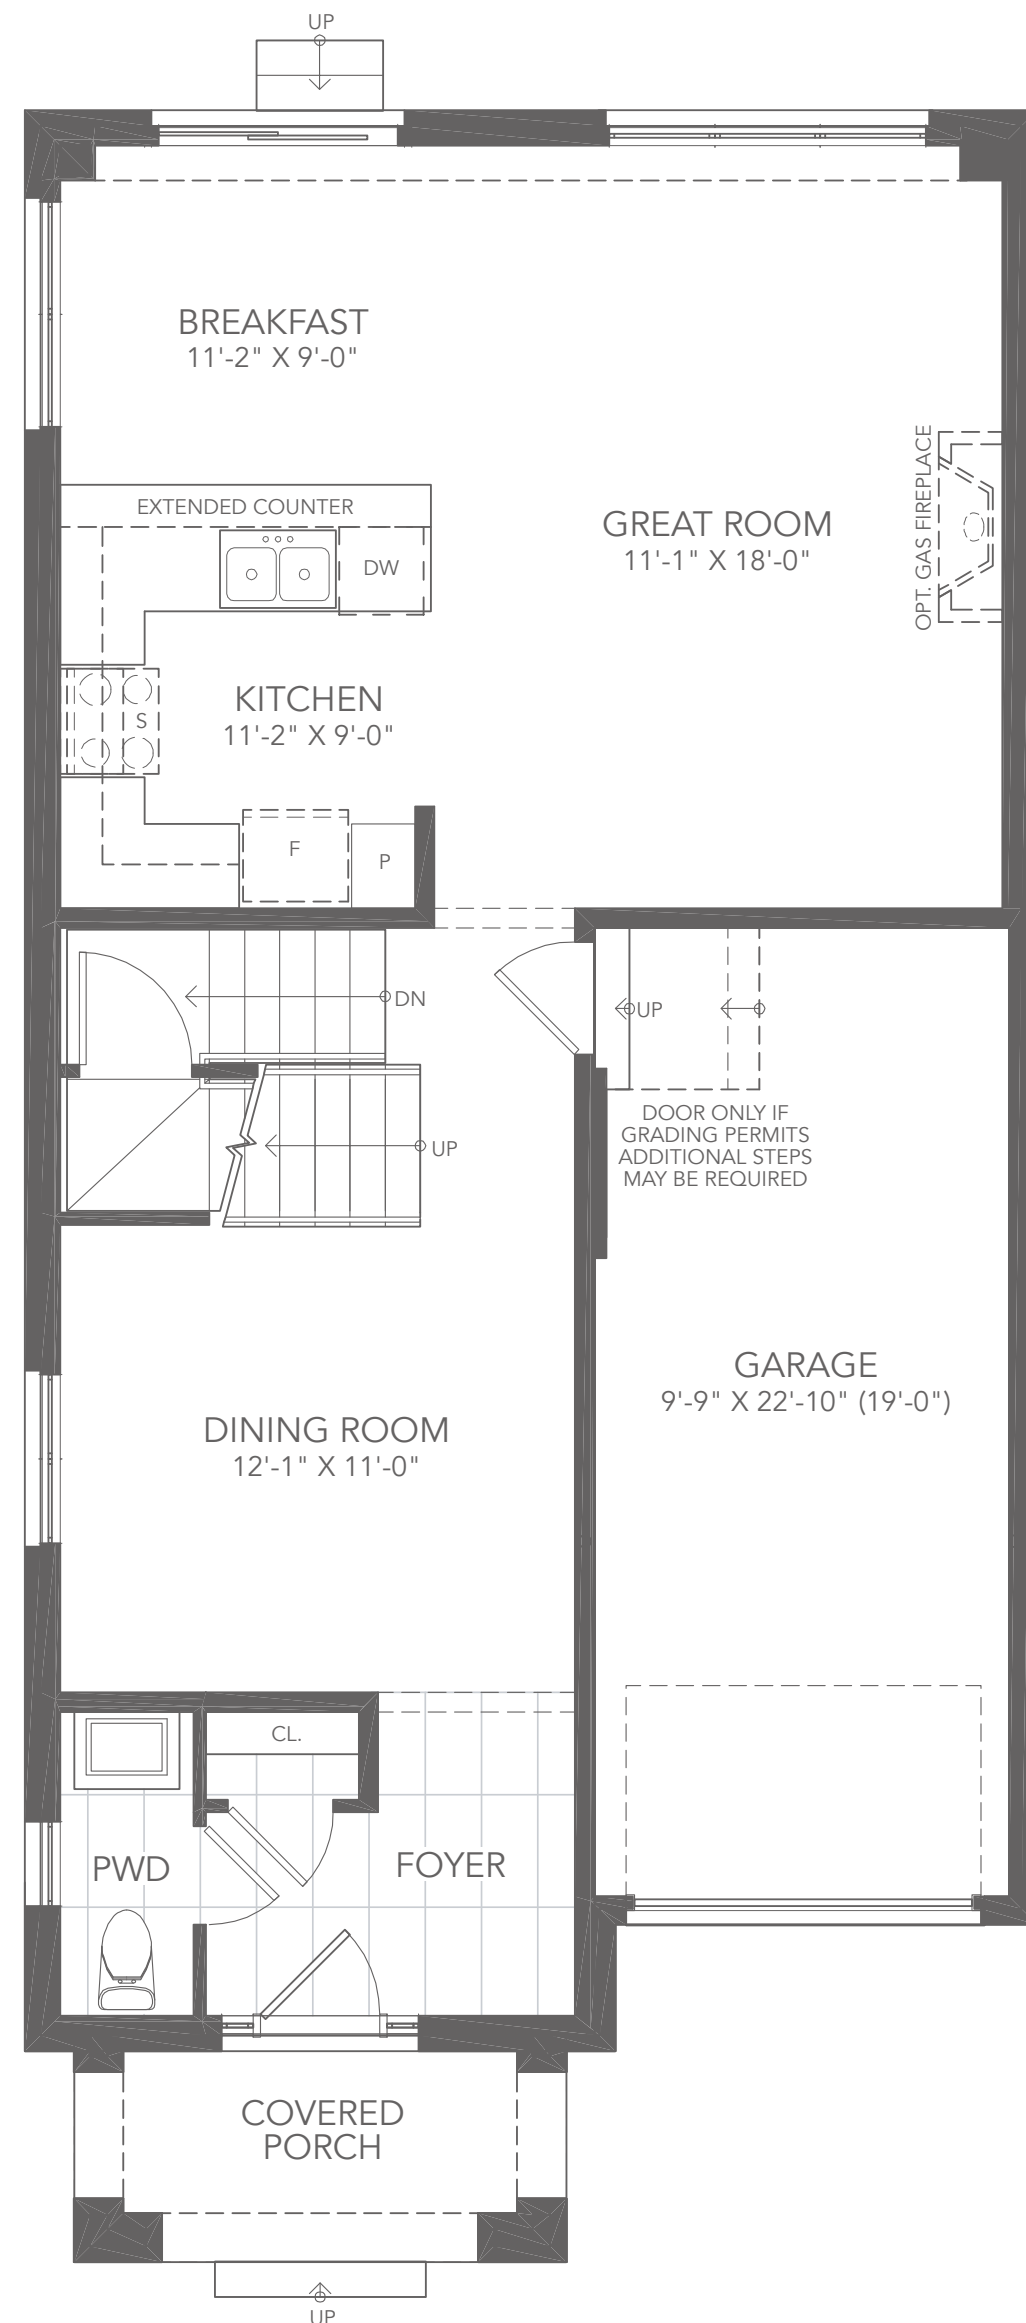 UP
BREAKFAST
11'-2" X 9'-0"
EXTENDED COUNTER
DW
GREAT ROOM
11'-1" X 18'-0"
OPT. GAS FIREPLACE
KITCHEN
11'-2" X 9'-0"
S
F
P
DN
UP
UP
DOOR ONLY IF
GRADING PERMITS
ADDITIONAL STEPS
MAY BE REQUIRED
GARAGE
9'-9" X 22'-10" (19'-0")
DINING ROOM
12'-1" X 11'-0"
CL.
PWD
FOYER
COVERED
PORCH
UP